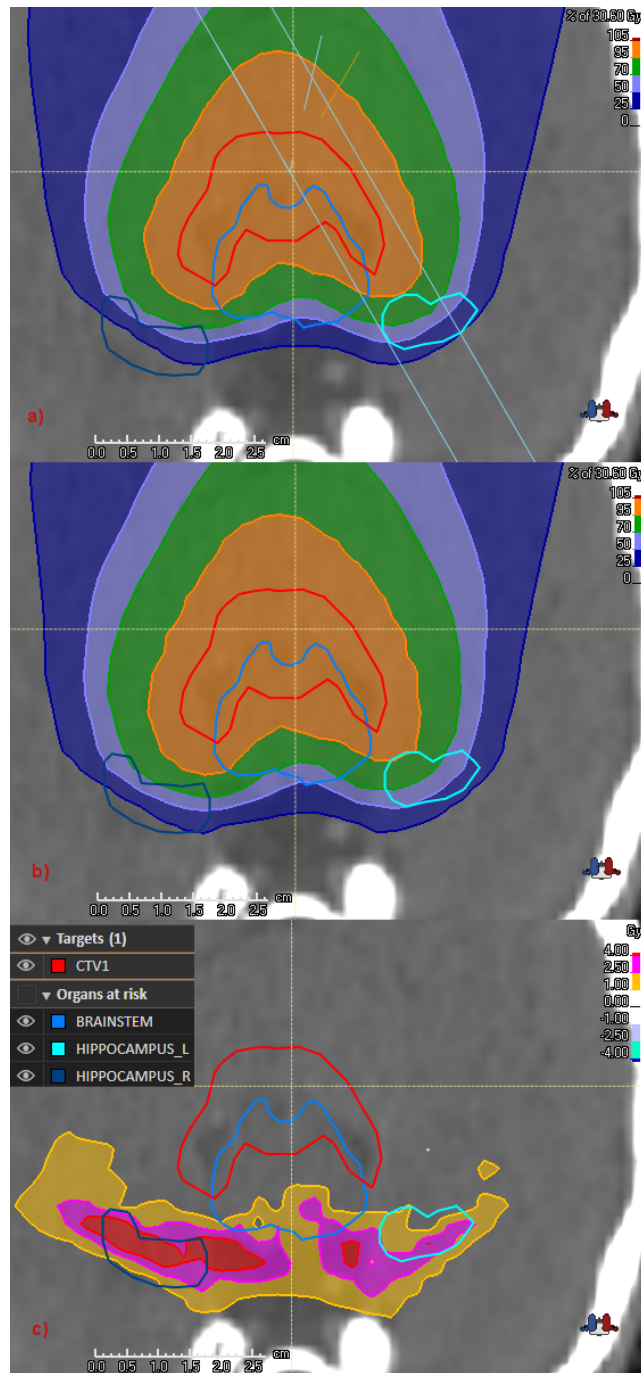 % of 30.60 Gy
105
95
70
50
25
0
a)
0.0 0.5 1.0 1.5 2.0 2.5 cm
% of 30.60 Gy
105
95
70
50
25
0
b)
0.0 0.5 1.0 1.5 2.0 2.5 cm
Targets (1)
CTV1
Organs at risk
BRAINSTEM
HIPPOCAMPUS_L
HIPPOCAMPUS_R
Gy
4.00
2.50
1.00
0.00
-1.00
-2.50
-4.00
c)
0.0 0.5 1.0 1.5 2.0 2.5 cm